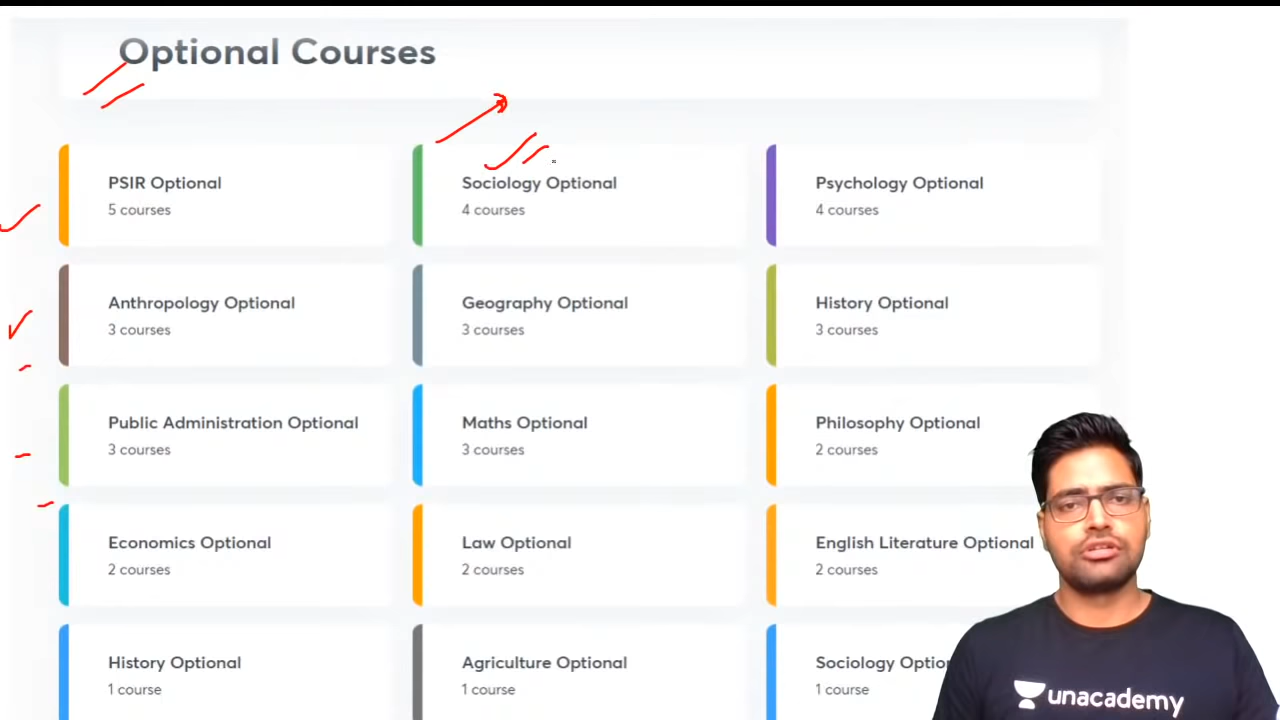 Optional Courses
PSIR Optional
5 courses
Sociology Optional
4 courses
Psychology Optional
4 courses
Anthropology Optional
3 courses
Geography Optional
3 courses
History Optional
3 courses
Public Administration Optional
3 courses
Maths Optional
3 courses
Philosophy Optional
2 courses
Economics Optional
2 courses
Law Optional
2 courses
English Literature Optional
2 courses
History Optional
1 course
Agriculture Optional
1 course
Sociology
1 course
unacademy